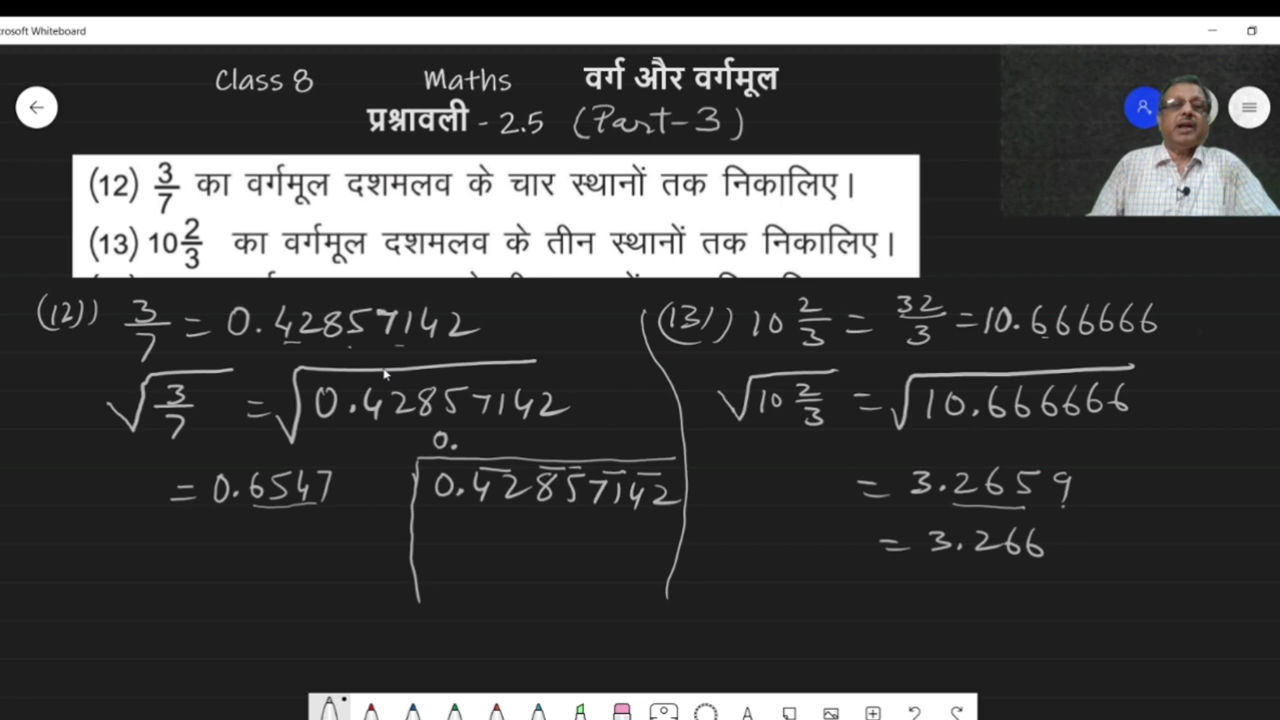 rosoft Whiteboard
Class 8 Maths वर्ग और वर्गमूल
प्रश्नावली - 2.5 (Part-3)
(12) 3/7 का वर्गमूल दशमलव के चार स्थानों तक निकालिए।
(13) 10 2/3 का वर्गमूल दशमलव के तीन स्थानों तक निकालिए।
(12)) 3/7 = 0.42857142
√(3/7) = √0.42857142
0.
= 0.6547
0.42857142
(13) 10 2/3 = 32/3 = 10.666666
√(10 2/3) = √10.666666
= 3.2659
= 3.266